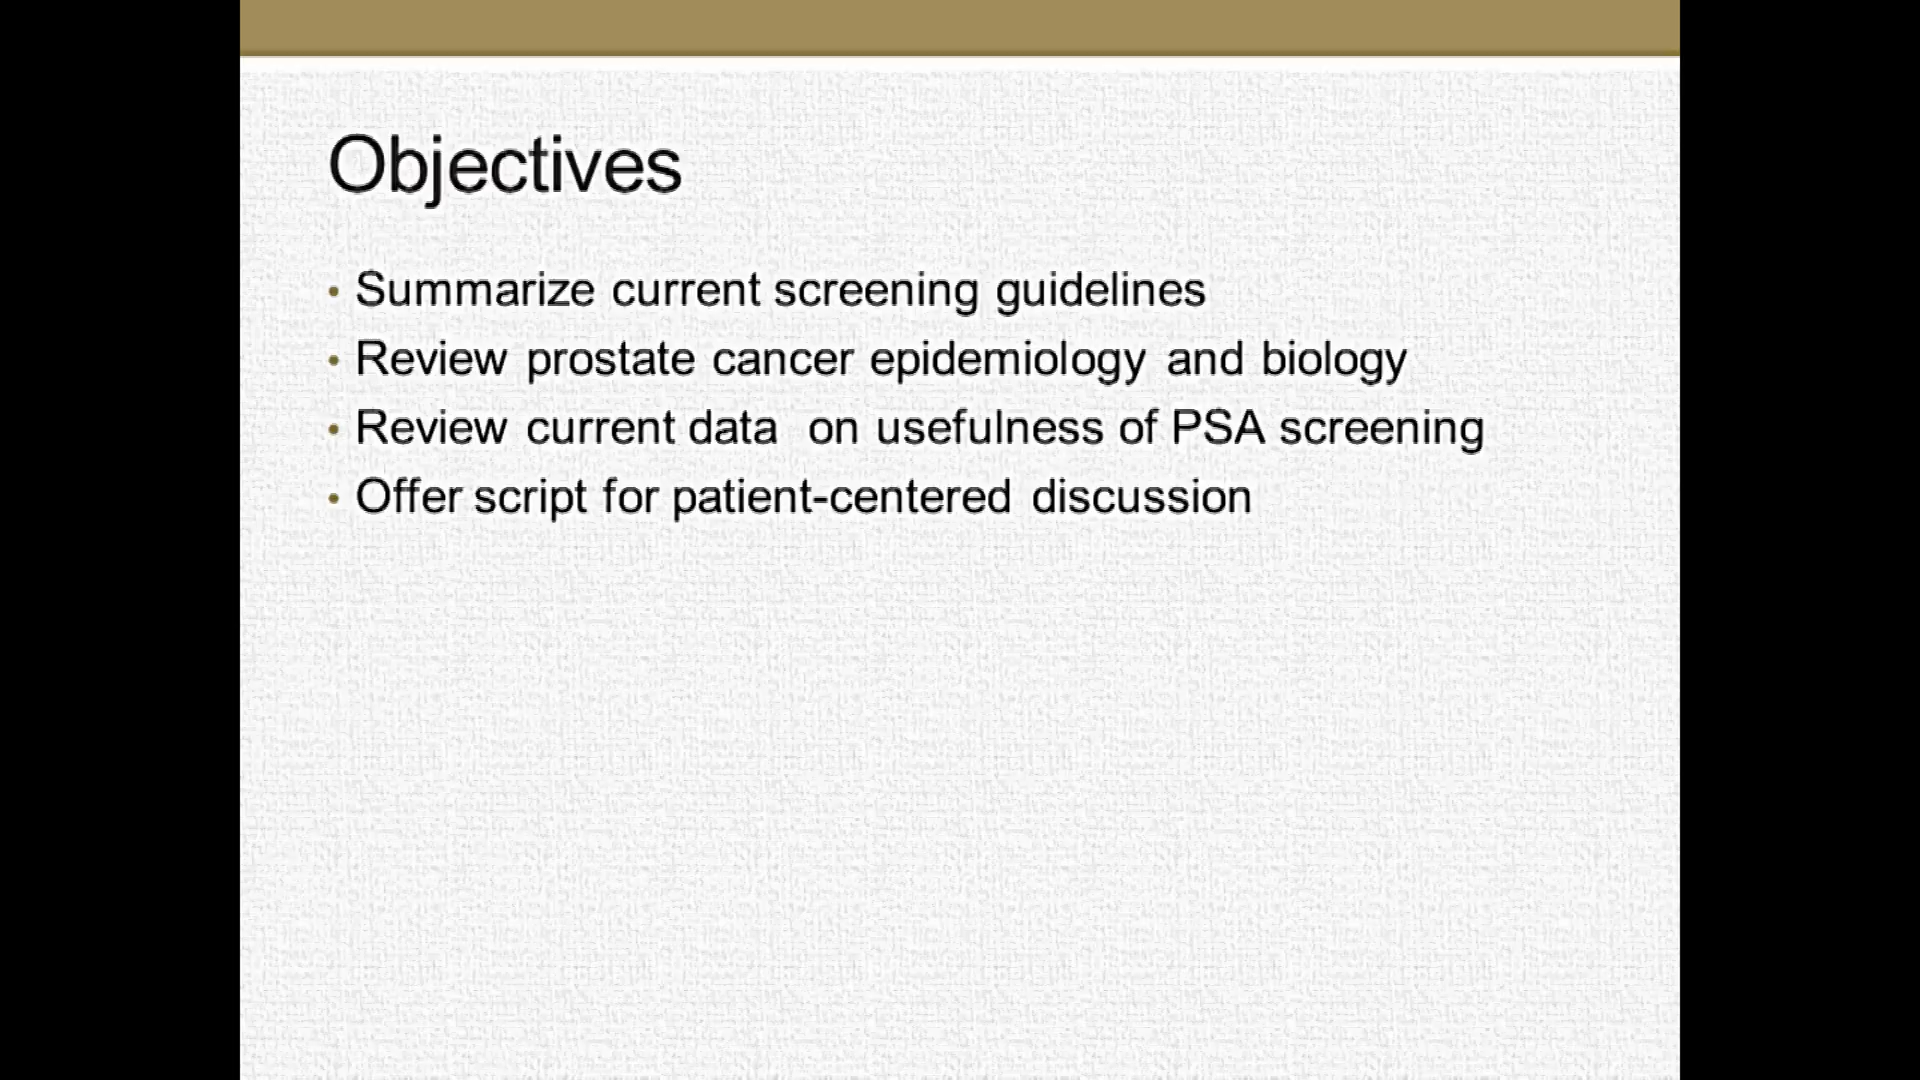 Objectives
• Summarize current screening guidelines
• Review prostate cancer epidemiology and biology
• Review current data on usefulness of PSA screening
• Offer script for patient-centered discussion